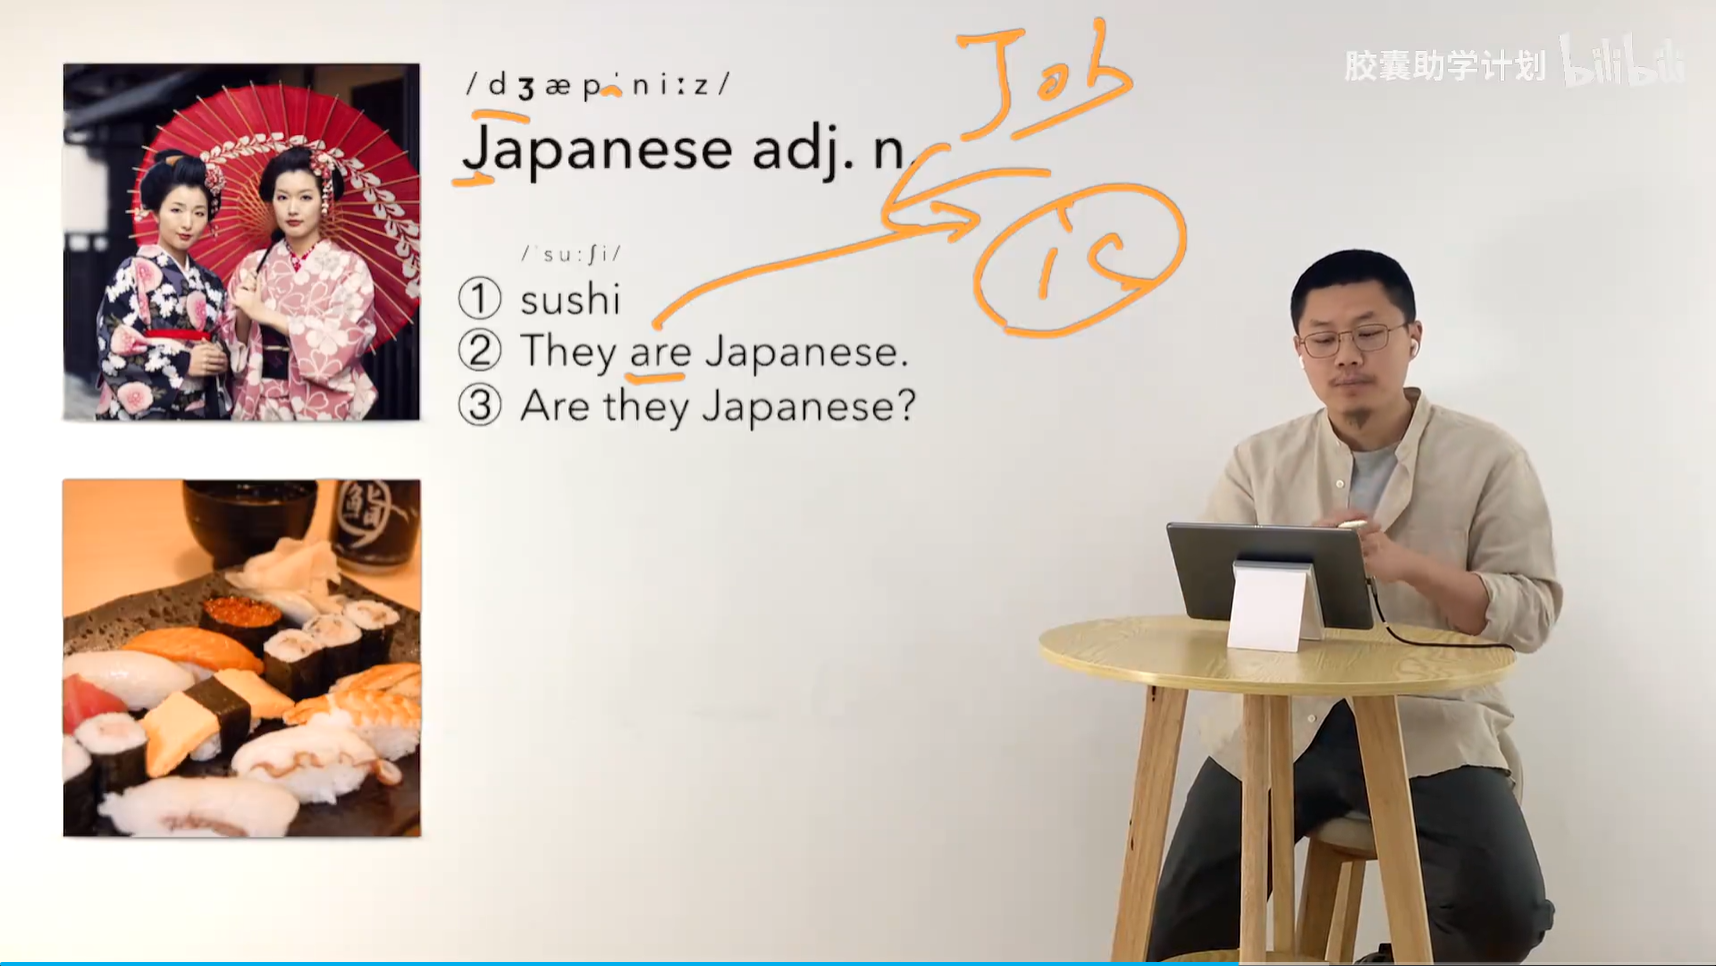 胶囊助学计划 bilibili
Job
/dʒæpəˈniːz/
Japanese adj. n.
/ˈsuːʃi/
① sushi
② They are Japanese.
③ Are they Japanese?